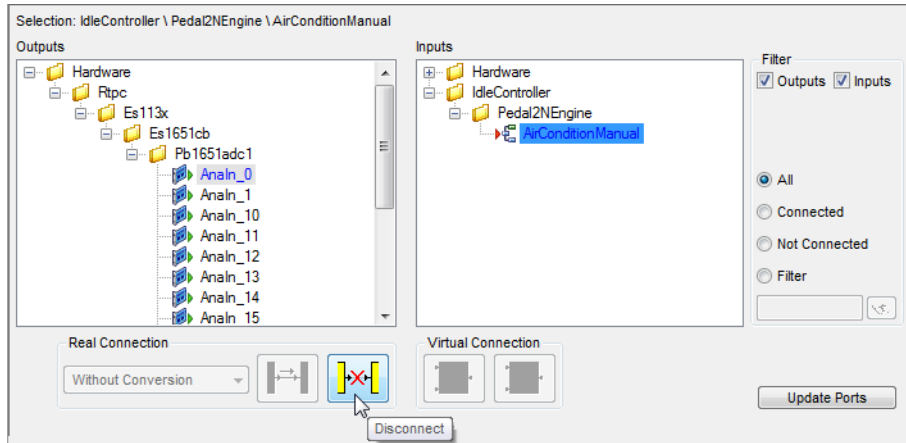 Selection: IdleController \ Pedal2NEngine \ AirConditionManual
Outputs
Inputs
Hardware
Rtpc
Es113x
Es1651cb
Pb1651adc1
AnaIn_0
AnaIn_1
AnaIn_10
AnaIn_11
AnaIn_12
AnaIn_13
AnaIn_14
AnaIn_15
Hardware
IdleController
Pedal2NEngine
AirConditionManual
Filter
Outputs Inputs
All
Connected
Not Connected
Filter
Real Connection
Without Conversion
Virtual Connection
Update Ports
Disconnect